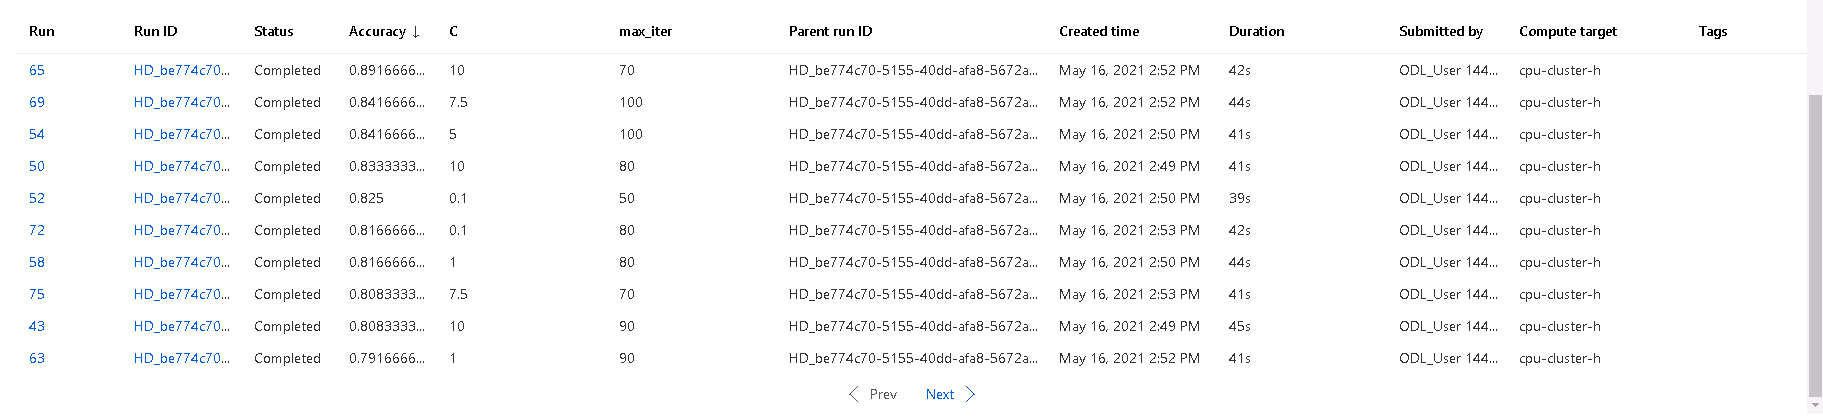 Run Run ID Status Accuracy ↓ C max_iter Parent run ID Created time Duration Submitted by Compute target Tags
65 HD_be774c70... Completed 0.8916666... 10 70 HD_be774c70-5155-40dd-afa8-5672a... May 16, 2021 2:52 PM 42s ODL_User 144... cpu-cluster-h
69 HD_be774c70... Completed 0.8416666... 7.5 100 HD_be774c70-5155-40dd-afa8-5672a... May 16, 2021 2:52 PM 44s ODL_User 144... cpu-cluster-h
54 HD_be774c70... Completed 0.8416666... 5 100 HD_be774c70-5155-40dd-afa8-5672a... May 16, 2021 2:50 PM 41s ODL_User 144... cpu-cluster-h
50 HD_be774c70... Completed 0.8333333... 10 80 HD_be774c70-5155-40dd-afa8-5672a... May 16, 2021 2:49 PM 41s ODL_User 144... cpu-cluster-h
52 HD_be774c70... Completed 0.825 0.1 50 HD_be774c70-5155-40dd-afa8-5672a... May 16, 2021 2:50 PM 39s ODL_User 144... cpu-cluster-h
72 HD_be774c70... Completed 0.8166666... 0.1 80 HD_be774c70-5155-40dd-afa8-5672a... May 16, 2021 2:53 PM 42s ODL_User 144... cpu-cluster-h
58 HD_be774c70... Completed 0.8166666... 1 80 HD_be774c70-5155-40dd-afa8-5672a... May 16, 2021 2:50 PM 44s ODL_User 144... cpu-cluster-h
75 HD_be774c70... Completed 0.8083333... 7.5 70 HD_be774c70-5155-40dd-afa8-5672a... May 16, 2021 2:53 PM 41s ODL_User 144... cpu-cluster-h
43 HD_be774c70... Completed 0.8083333... 10 90 HD_be774c70-5155-40dd-afa8-5672a... May 16, 2021 2:49 PM 45s ODL_User 144... cpu-cluster-h
63 HD_be774c70... Completed 0.7916666... 1 90 HD_be774c70-5155-40dd-afa8-5672a... May 16, 2021 2:52 PM 41s ODL_User 144... cpu-cluster-h
Prev Next